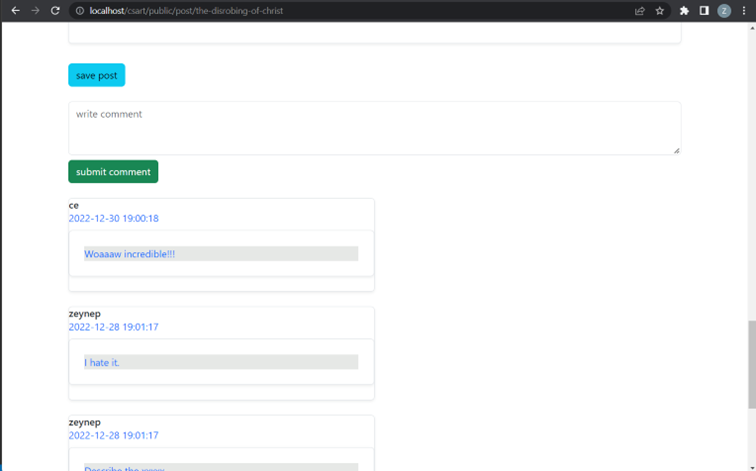 localhost/csart/public/post/the-disrobing-of-christ
Z
save post
write comment
submit comment
ce
2022-12-30 19:00:18
Woaaaw incredible!!!
zeynep
2022-12-28 19:01:17
I hate it.
zeynep
2022-12-28 19:01:17
Describe the